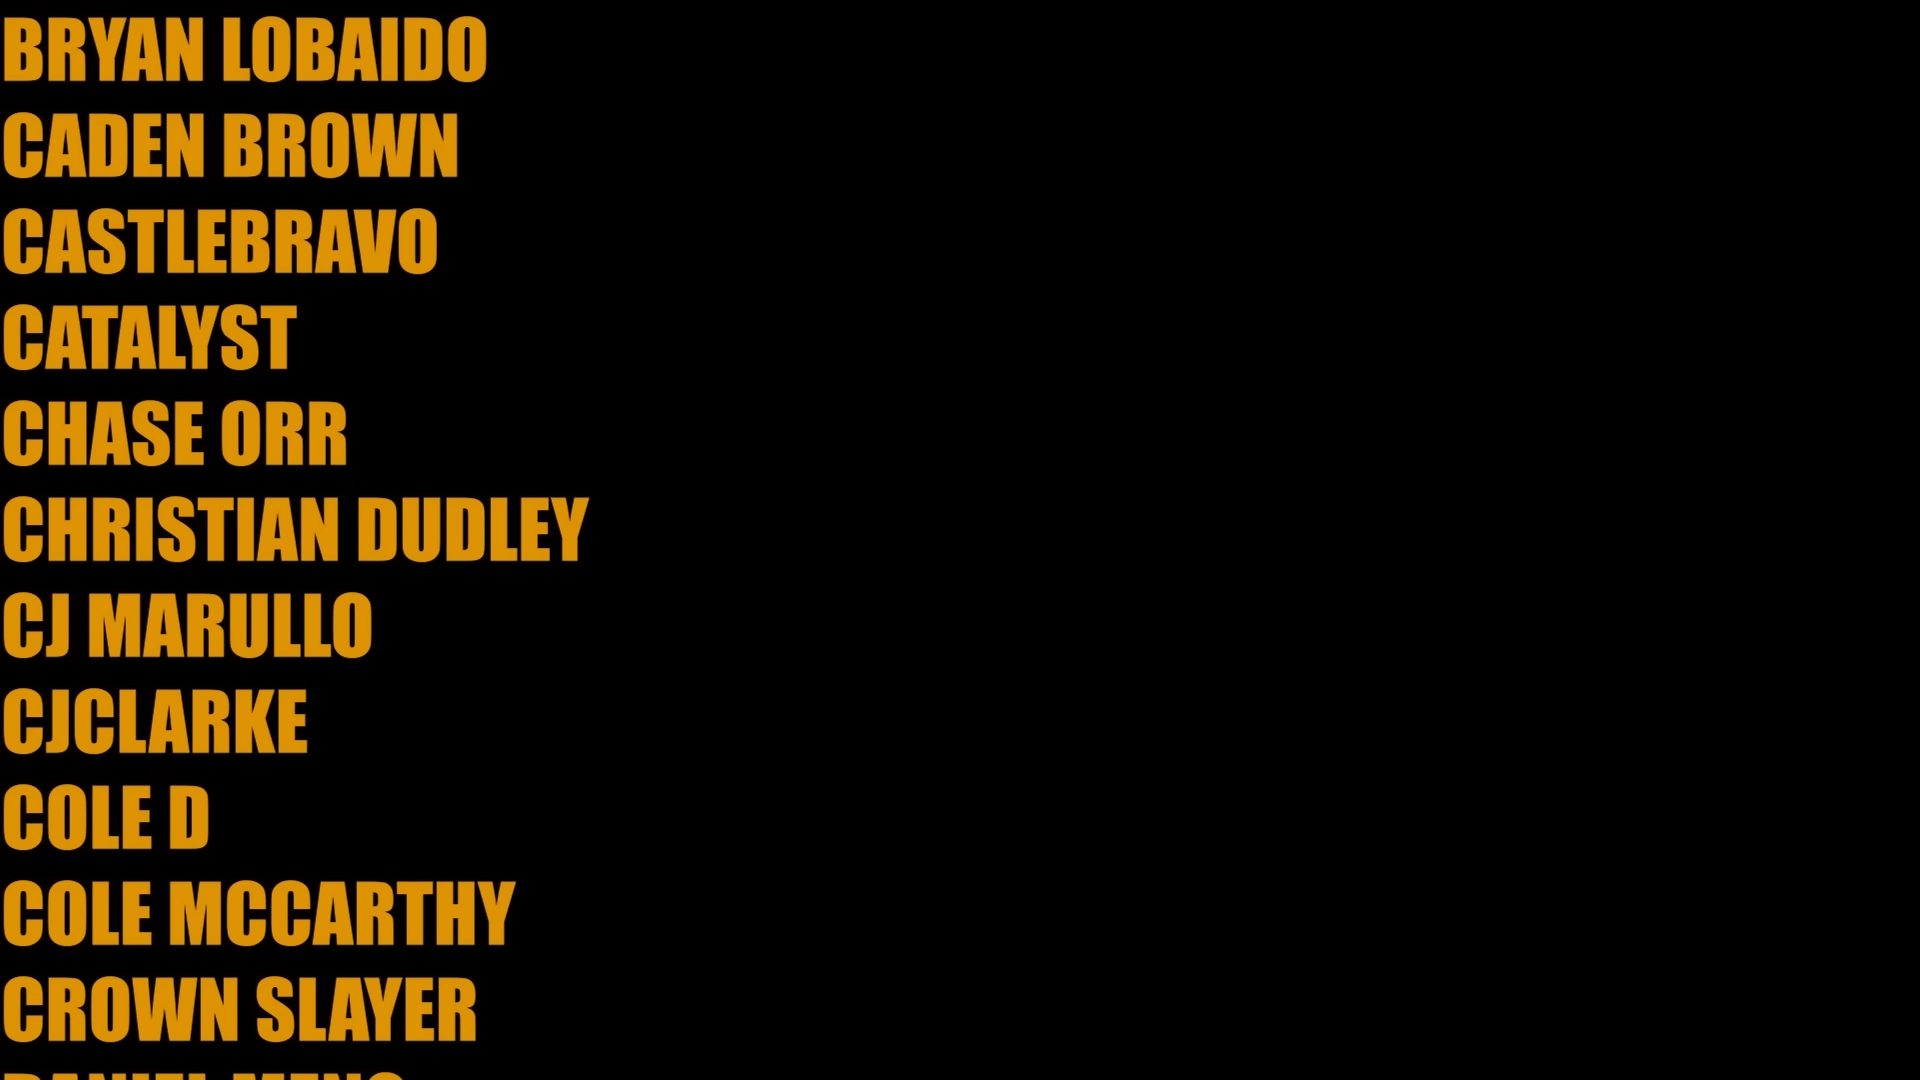 BRYAN LOBAIDO
CADEN BROWN
CASTLEBRAVO
CATALYST
CHASE ORR
CHRISTIAN DUDLEY
CJ MARULLO
CJCLARKE
COLE D
COLE MCCARTHY
CROWN SLAYER